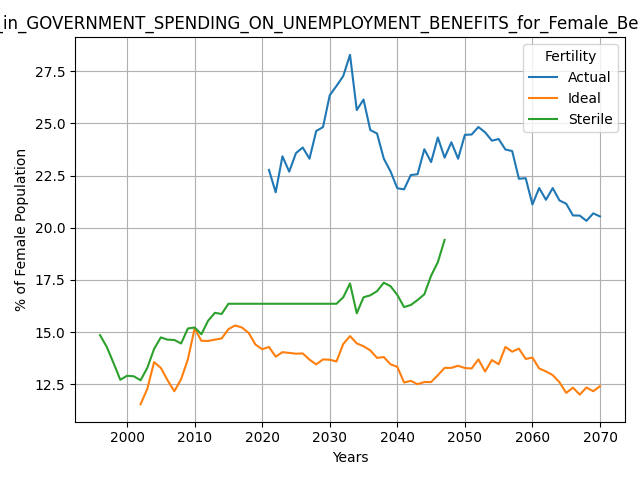 _in_GOVERNMENT_SPENDING_ON_UNEMPLOYMENT_BENEFITS_for_Female_Be
Fertility
Actual
Ideal
Sterile
% of Female Population
27.5
25.0
22.5
20.0
17.5
15.0
12.5
2000 2010 2020 2030 2040 2050 2060 2070
Years